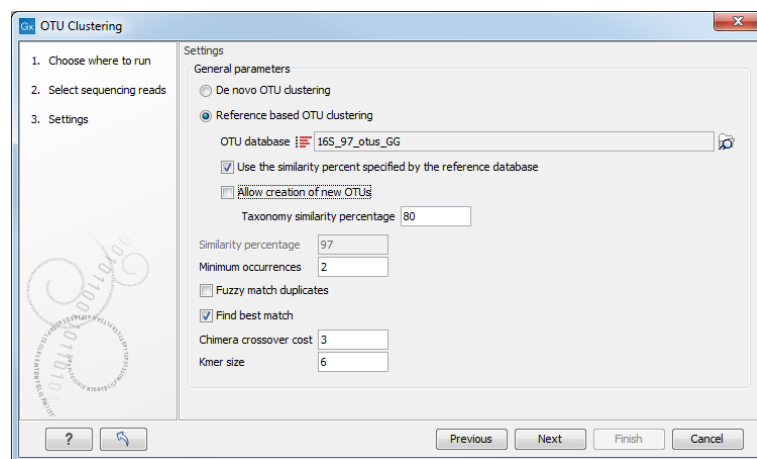 Gx OTU Clustering
1. Choose where to run
2. Select sequencing reads
3. Settings
Settings
General parameters
De novo OTU clustering
Reference based OTU clustering
OTU database 16S_97_otus_GG
Use the similarity percent specified by the reference database
Allow creation of new OTUs
Taxonomy similarity percentage 80
Similarity percentage 97
Minimum occurrences 2
Fuzzy match duplicates
Find best match
Chimera crossover cost 3
Kmer size 6
? Previous Next Finish Cancel